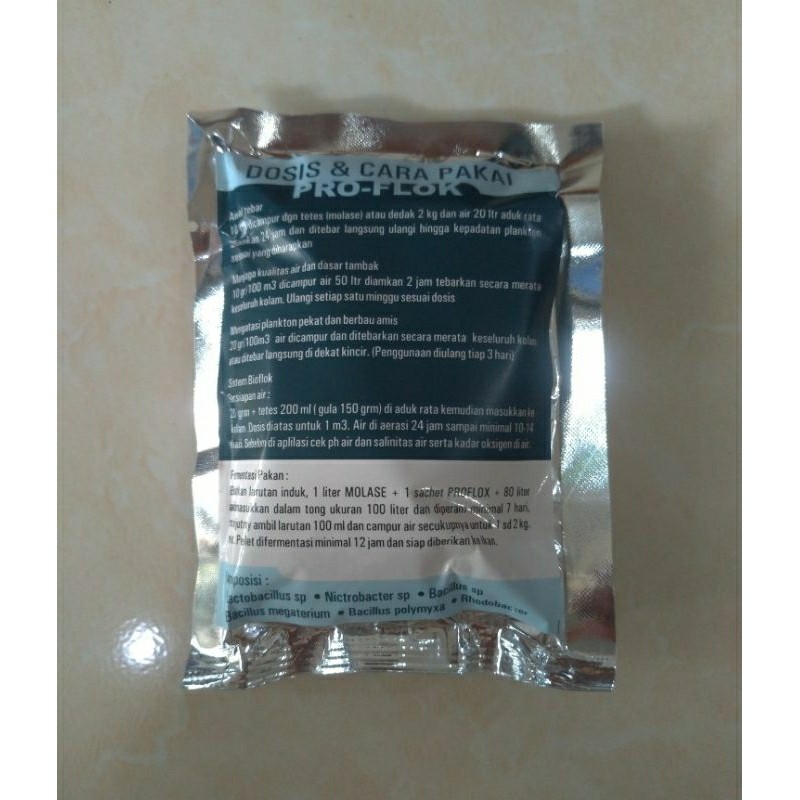 DOSIS & CARA PAKAI
PRO-FLOK
Awal tebar
dicampur dgn tetes (molase) atau dedak 2 kg dan air 20 ltr aduk rata
24 jam dan ditebar langsung ulangi hingga kepadatan plankton
yang diharapkan
Menjaga kualitas air dan dasar tambak
10 gr/100 m3 dicampur air 50 ltr diamkan 2 jam tebarkan secara merata
keseluruh kolam. Ulangi setiap satu minggu sesuai dosis
Mengatasi plankton pekat dan berbau amis
20 gr/100m3 air dicampur dan ditebarkan secara merata keseluruh kolam
atau ditebar langsung di dekat kincir. (Penggunaan diulang tiap 3 hari)
Sistem Bioflok
Persiapan air :
grm + tetes 200 ml ( gula 150 grm) di aduk rata kemudian masukkan ke
kolam. Dosis diatas untuk 1 m3. Air di aerasi 24 jam sampai minimal 10-14
hari. Sebelum di aplilasi cek ph air dan salinitas air serta kadar oksigen di air.
Fermentasi Pakan :
larutan induk, 1 liter MOLASE + 1 sachet PROFLOX + 80 liter
dalam tong ukuran 100 liter dan diperam minimal 7 hari,
ambil larutan 100 ml dan campur air secukupnya untuk 1 sd 2 kg.
Pelet difermentasi minimal 12 jam dan siap diberikan ke ikan.
mposisi :
actobacillus sp • Nictrobacter sp • Bacillus sp
Bacillus megaterium • Bacillus polymyxa • Rhodobacter